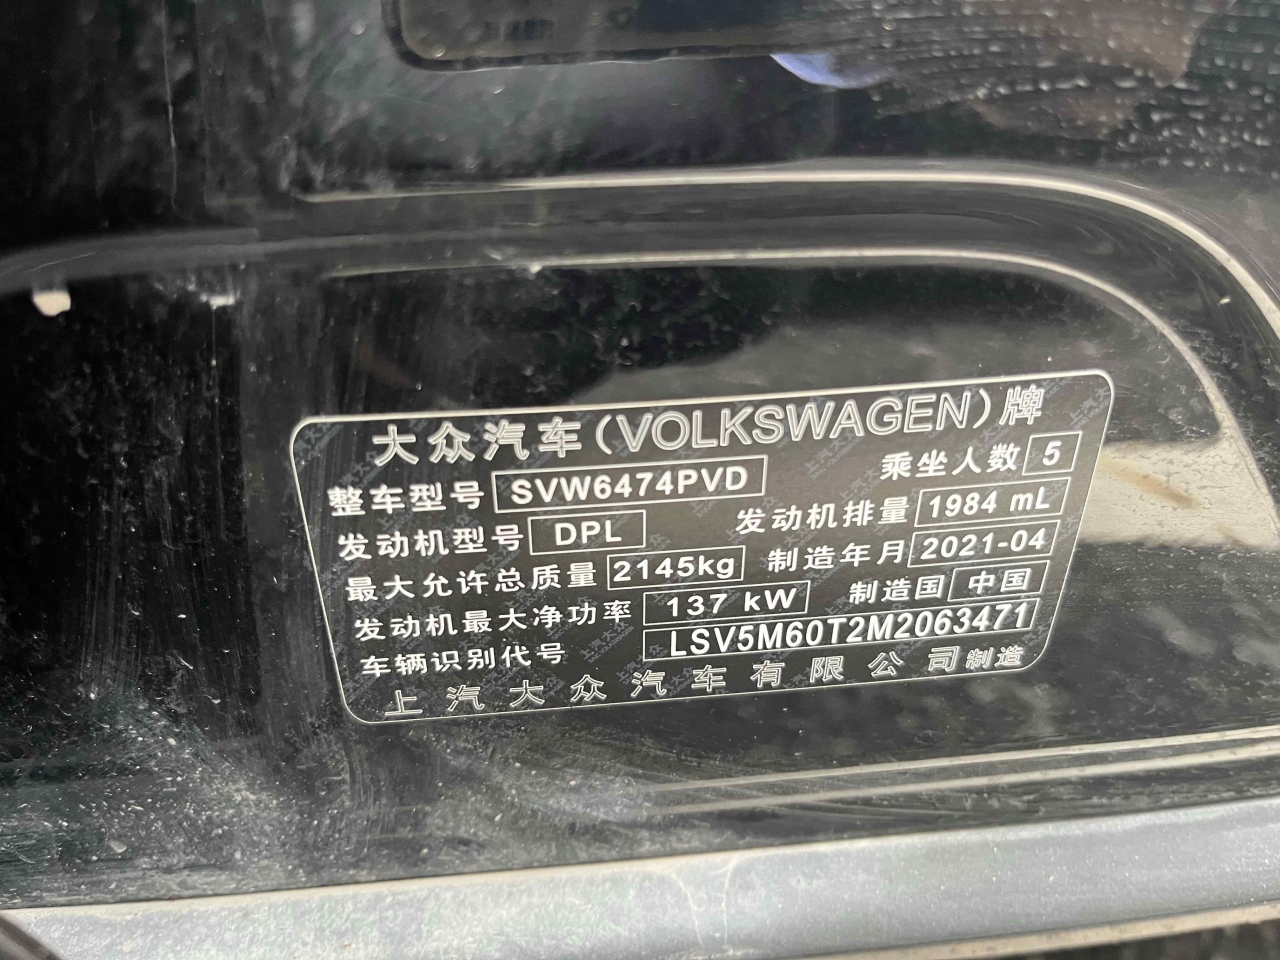 大众汽车(VOLKSWAGEN)牌
整车型号 SVW6474PVD 乘坐人数 5
发动机型号 DPL 发动机排量 1984 mL
最大允许总质量 2145kg 制造年月 2021-04
发动机最大净功率 137 kW 制造国 中国
车辆识别代号 LSV5M60T2M2063471
上汽大众汽车有限公司制造